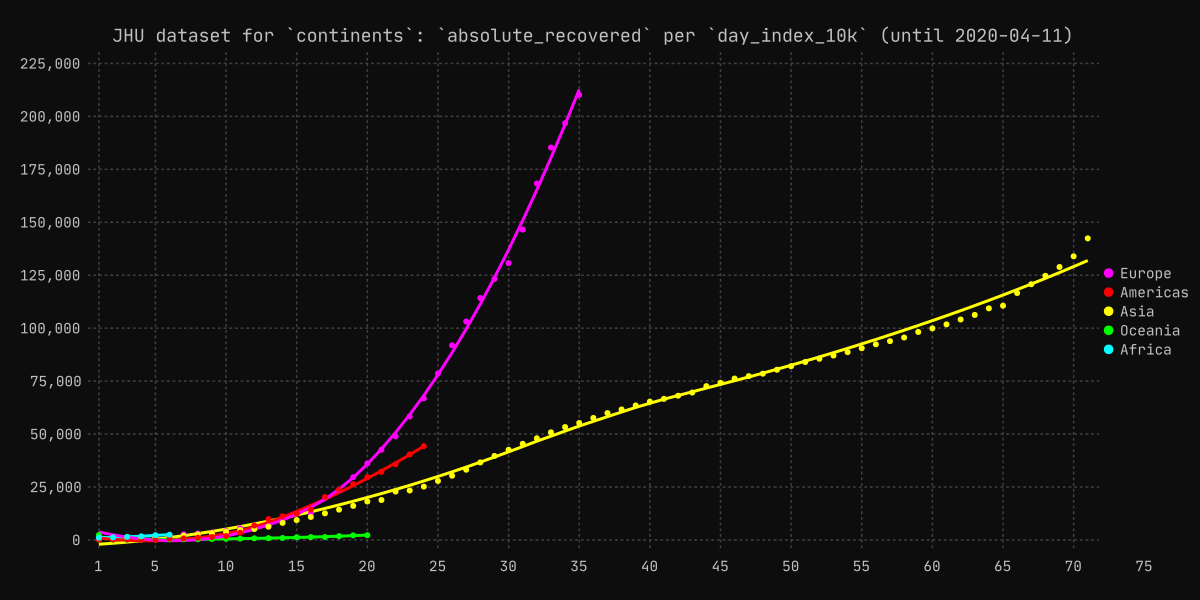 JHU dataset for `continents`: `absolute_recovered` per `day_index_10k` (until 2020-04-11)
225,000
200,000
175,000
150,000
125,000
100,000
75,000
50,000
25,000
0
1 5 10 15 20 25 30 35 40 45 50 55 60 65 70 75
Europe
Americas
Asia
Oceania
Africa